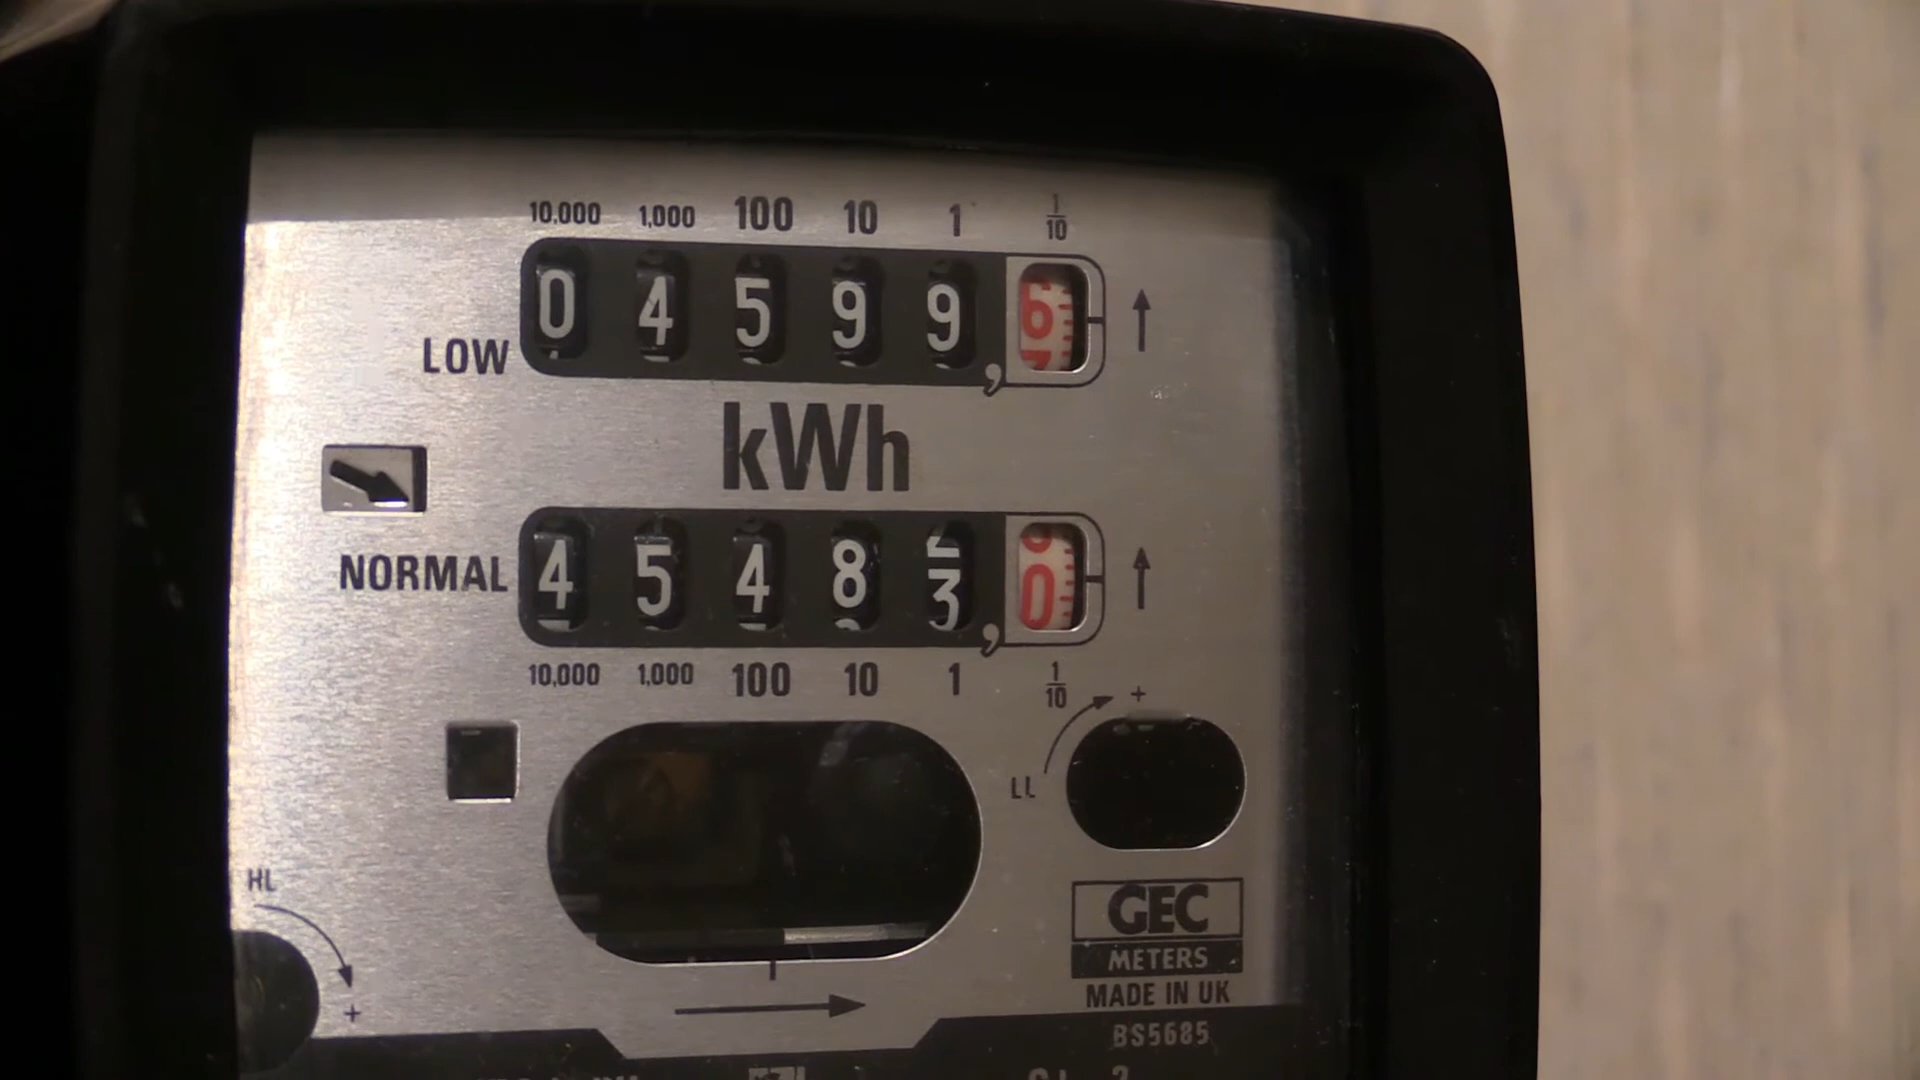 10,000 1,000 100 10 1 1/10
LOW 0 4 5 9 9 , 6
kWh
NORMAL 4 5 4 8 3 , 0
10,000 1,000 100 10 1 1/10
+
LL
HL
+
GEC
METERS
MADE IN UK
BS5685